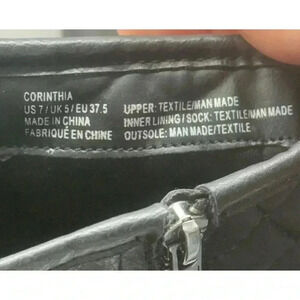 CORINTHIA
US 7 / UK 5 / EU 37.5
MADE IN CHINA
FABRIQUÉ EN CHINE
UPPER: TEXTILE/MAN MADE
INNER LINING / SOCK: TEXTILE/MAN MADE
OUTSOLE: MAN MADE/TEXTILE